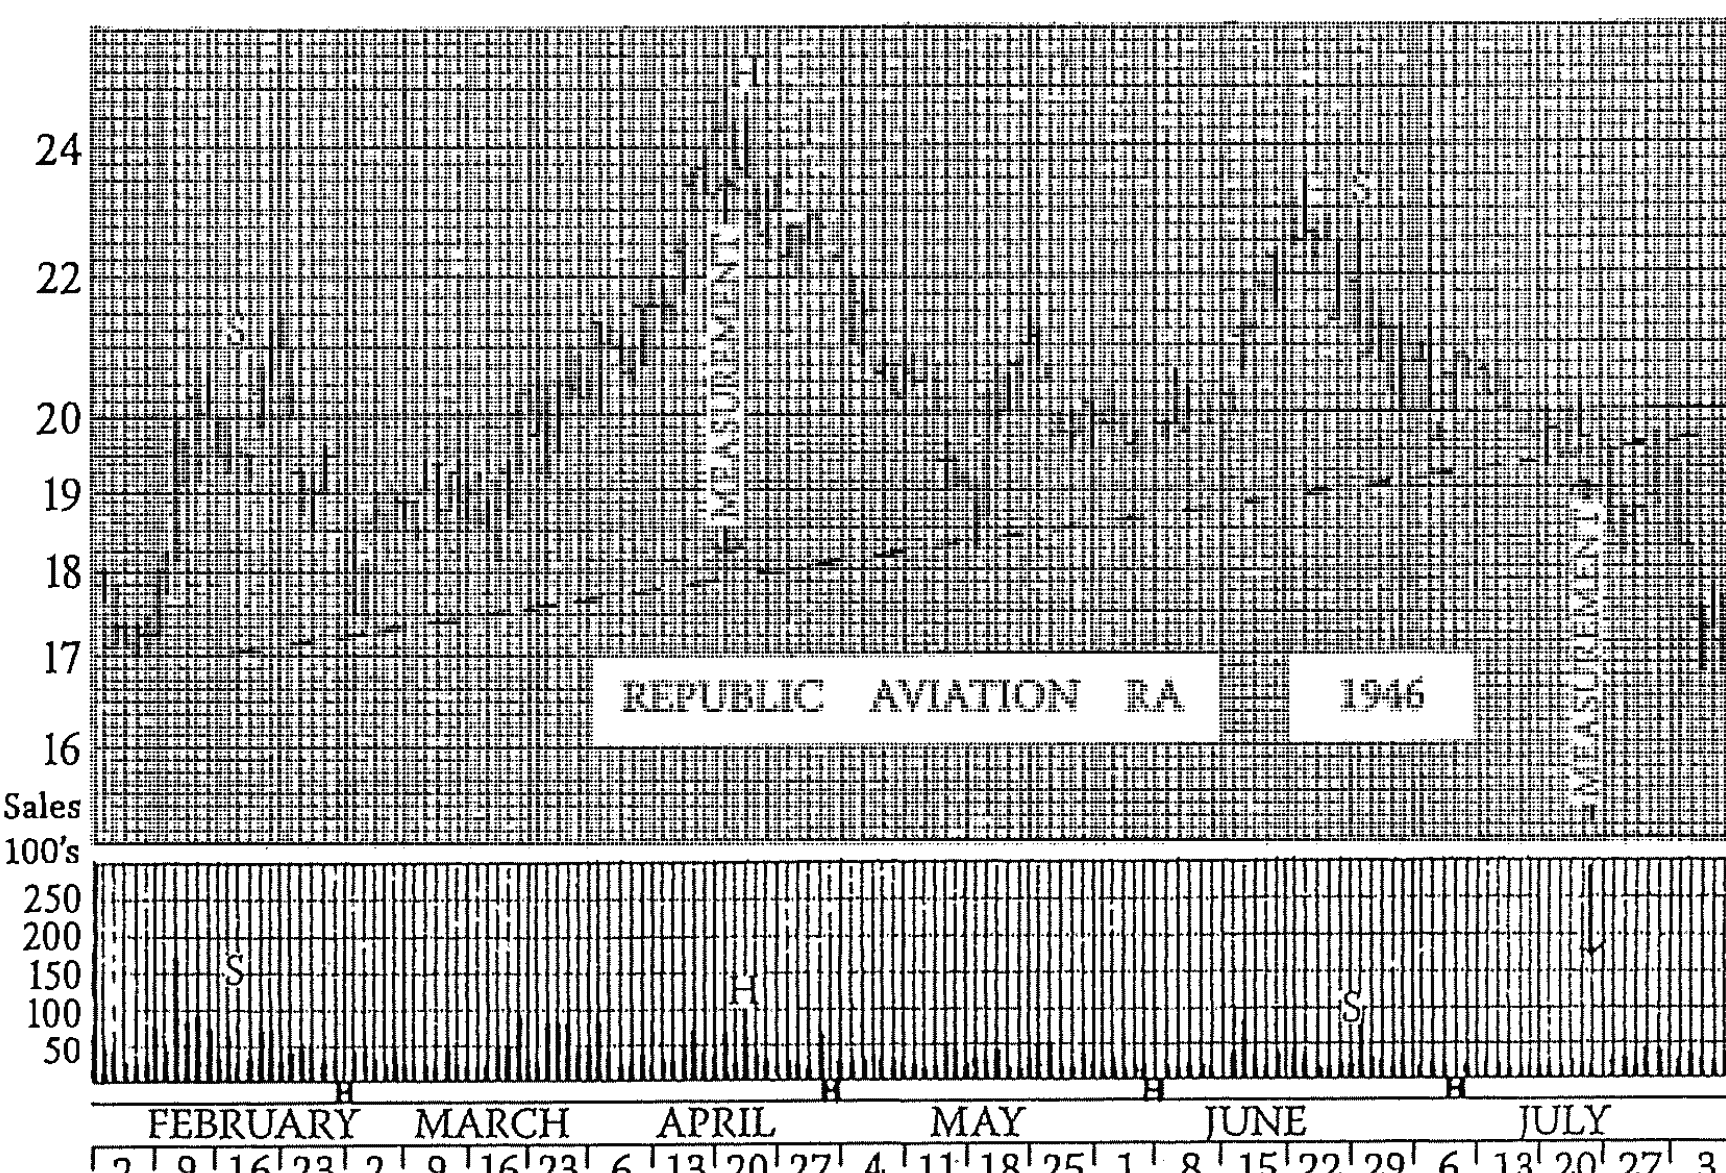 H
24
S
22
S
20
19
18
17
16
MEASUREMENT
MEASUREMENT
REPUBLIC AVIATION RA 1946
Sales
100's
250
200
150
100
50
S
H
S
H H H H
FEBRUARY MARCH APRIL MAY JUNE JULY
2 9 16 23 2 9 16 23 6 13 20 27 4 11 18 25 1 8 15 22 29 6 13 20 27 3